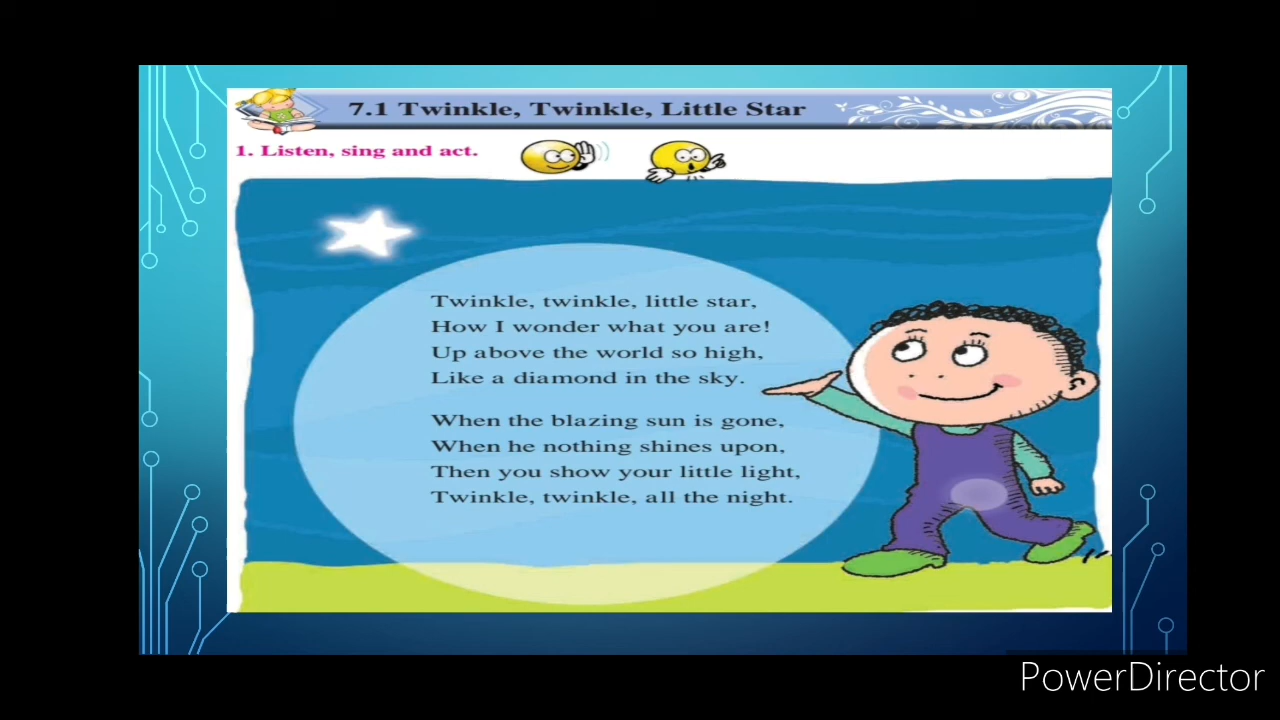 7.1 Twinkle, Twinkle, Little Star
1. Listen, sing and act.
Twinkle, twinkle, little star,
How I wonder what you are!
Up above the world so high,
Like a diamond in the sky.
When the blazing sun is gone,
When he nothing shines upon,
Then you show your little light,
Twinkle, twinkle, all the night.
PowerDirector